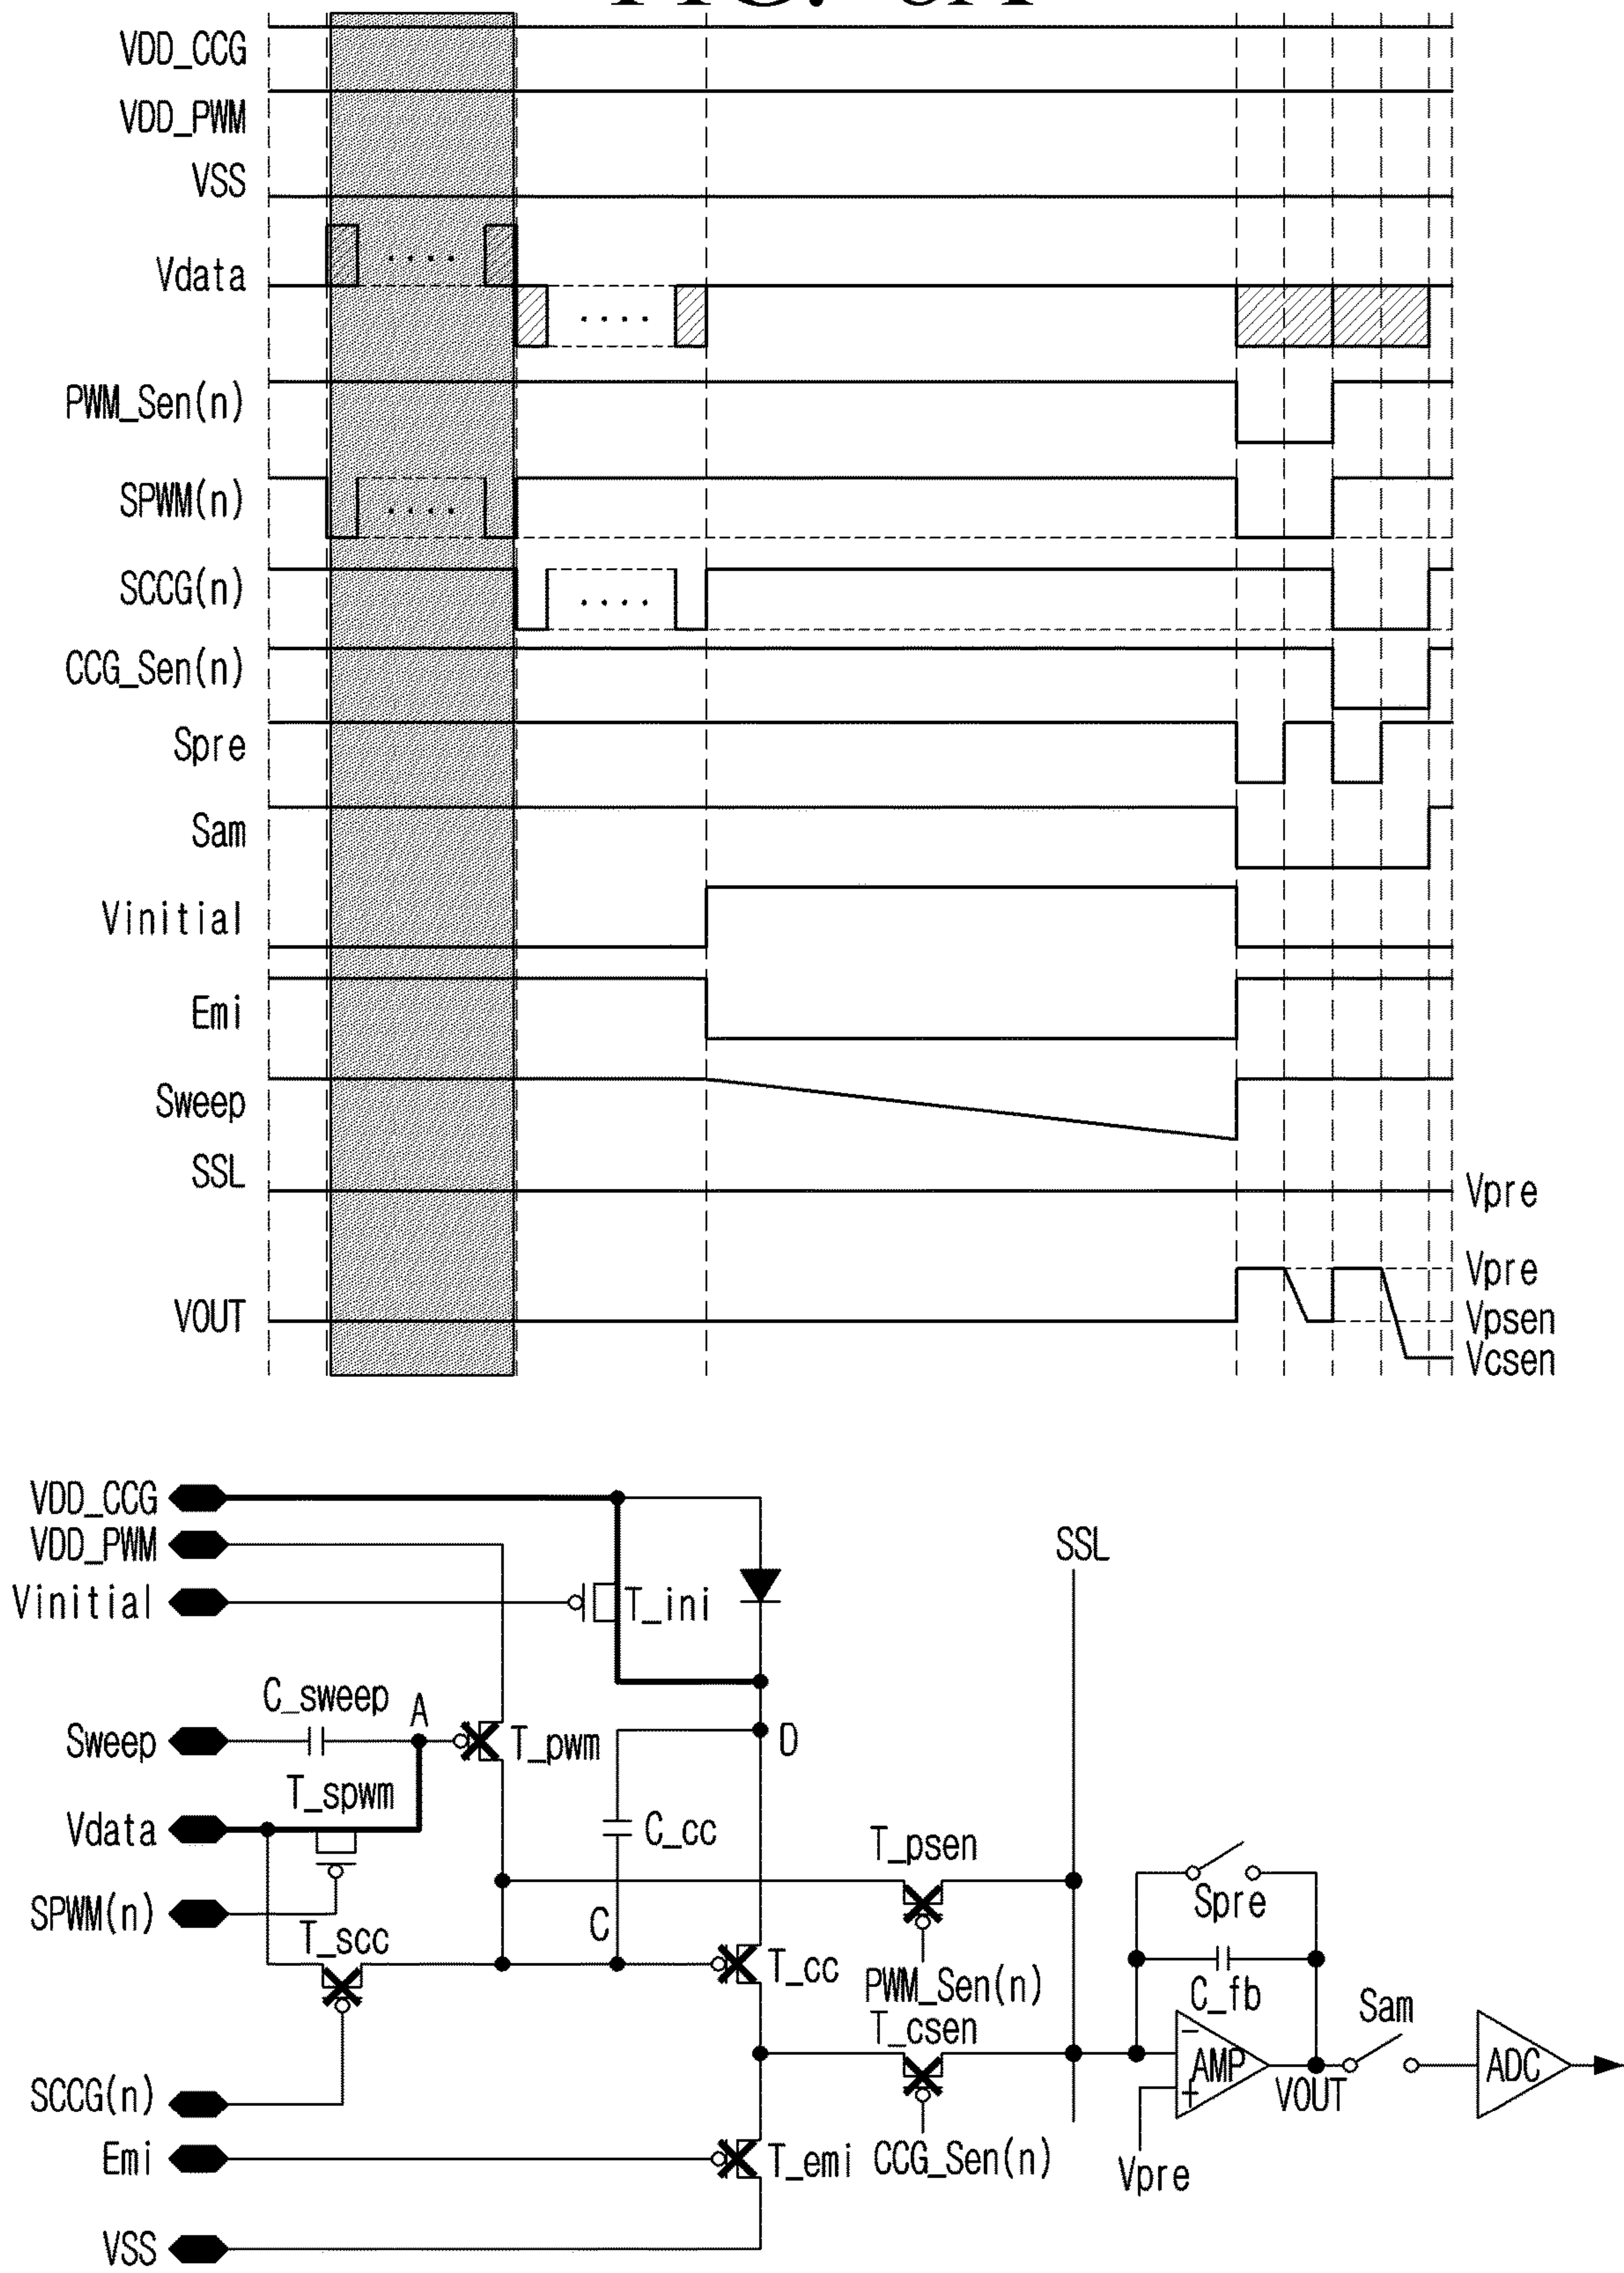 VDD_CCG
VDD_PWM
VSS
Vdata
PWM_Sen(n)
SPWM(n)
SCCG(n)
CCG_Sen(n)
Spre
Sam
Vinitial
Emi
Sweep
SSL
Vpre
Vpre
VOUT
Vpsen
Vcsen
VDD_CCG
VDD_PWM
SSL
Vinitial
T_ini
C_sweep
A
Sweep
T_pwm
D
T_spwm
Vdata
C_cc
T_psen
SPWM(n)
Spre
T_scc
C
T_cc
PWM_Sen(n)
C_fb
Sam
T_csen
AMP
ADC
VOUT
SCCG(n)
Emi
T_emi
CCG_Sen(n)
Vpre
VSS